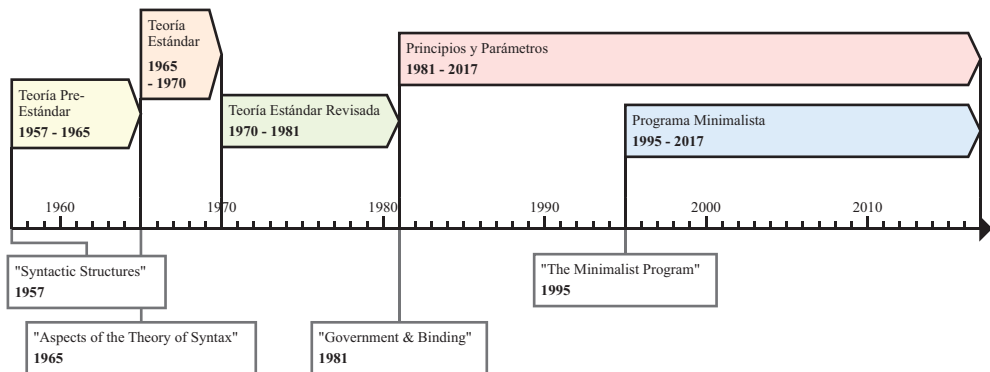 Teoría
Estándar
1965
- 1970
Principios y Parámetros
1981 - 2017
Teoría Pre-
Estándar
1957 - 1965
Teoría Estándar Revisada
1970 - 1981
Programa Minimalista
1995 - 2017
1960
1970
1980
1990
2000
2010
"Syntactic Structures"
1957
"The Minimalist Program"
1995
"Aspects of the Theory of Syntax"
1965
"Government & Binding"
1981